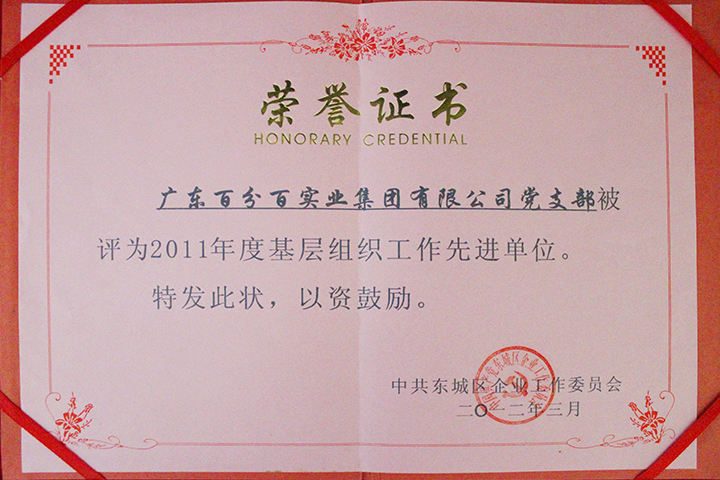 荣誉证书
HONORARY CREDENTIAL
广东百分百实业集团有限公司党支部被
评为2011年度基层组织工作先进单位。
特发此状，以资鼓励。
中共东城区企业工作委员会
二〇一二年三月